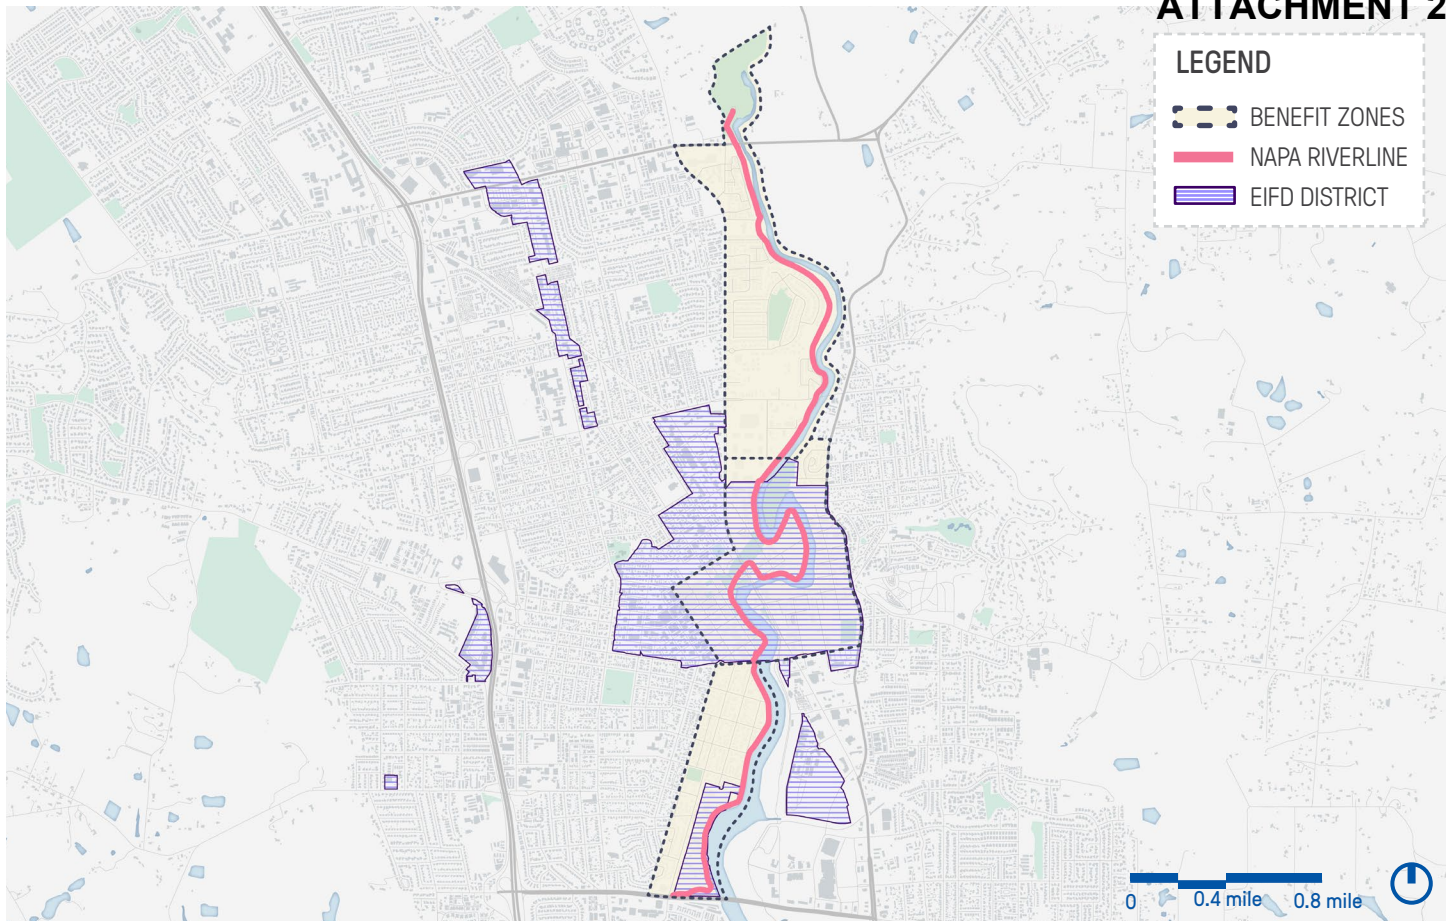 ATTACHMENT 2
LEGEND
BENEFIT ZONES
NAPA RIVERLINE
EIFD DISTRICT
0 0.4 mile 0.8 mile